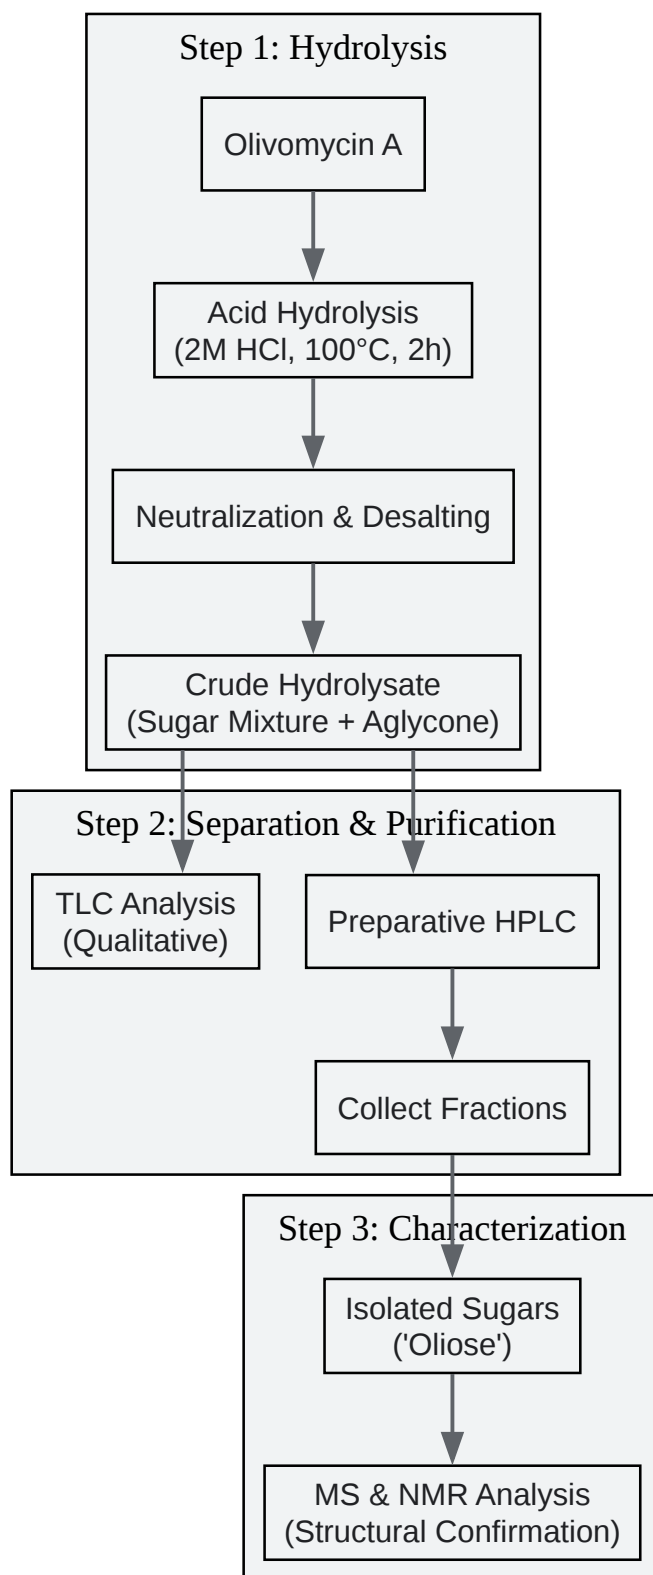 Step 1: Hydrolysis
Olivomycin A
Acid Hydrolysis
(2M HCl, 100°C, 2h)
Neutralization & Desalting
Crude Hydrolysate
(Sugar Mixture + Aglycone)
Step 2: Separation & Purification
TLC Analysis
(Qualitative)
Preparative HPLC
Collect Fractions
Step 3: Characterization
Isolated Sugars
('Oliose')
MS & NMR Analysis
(Structural Confirmation)